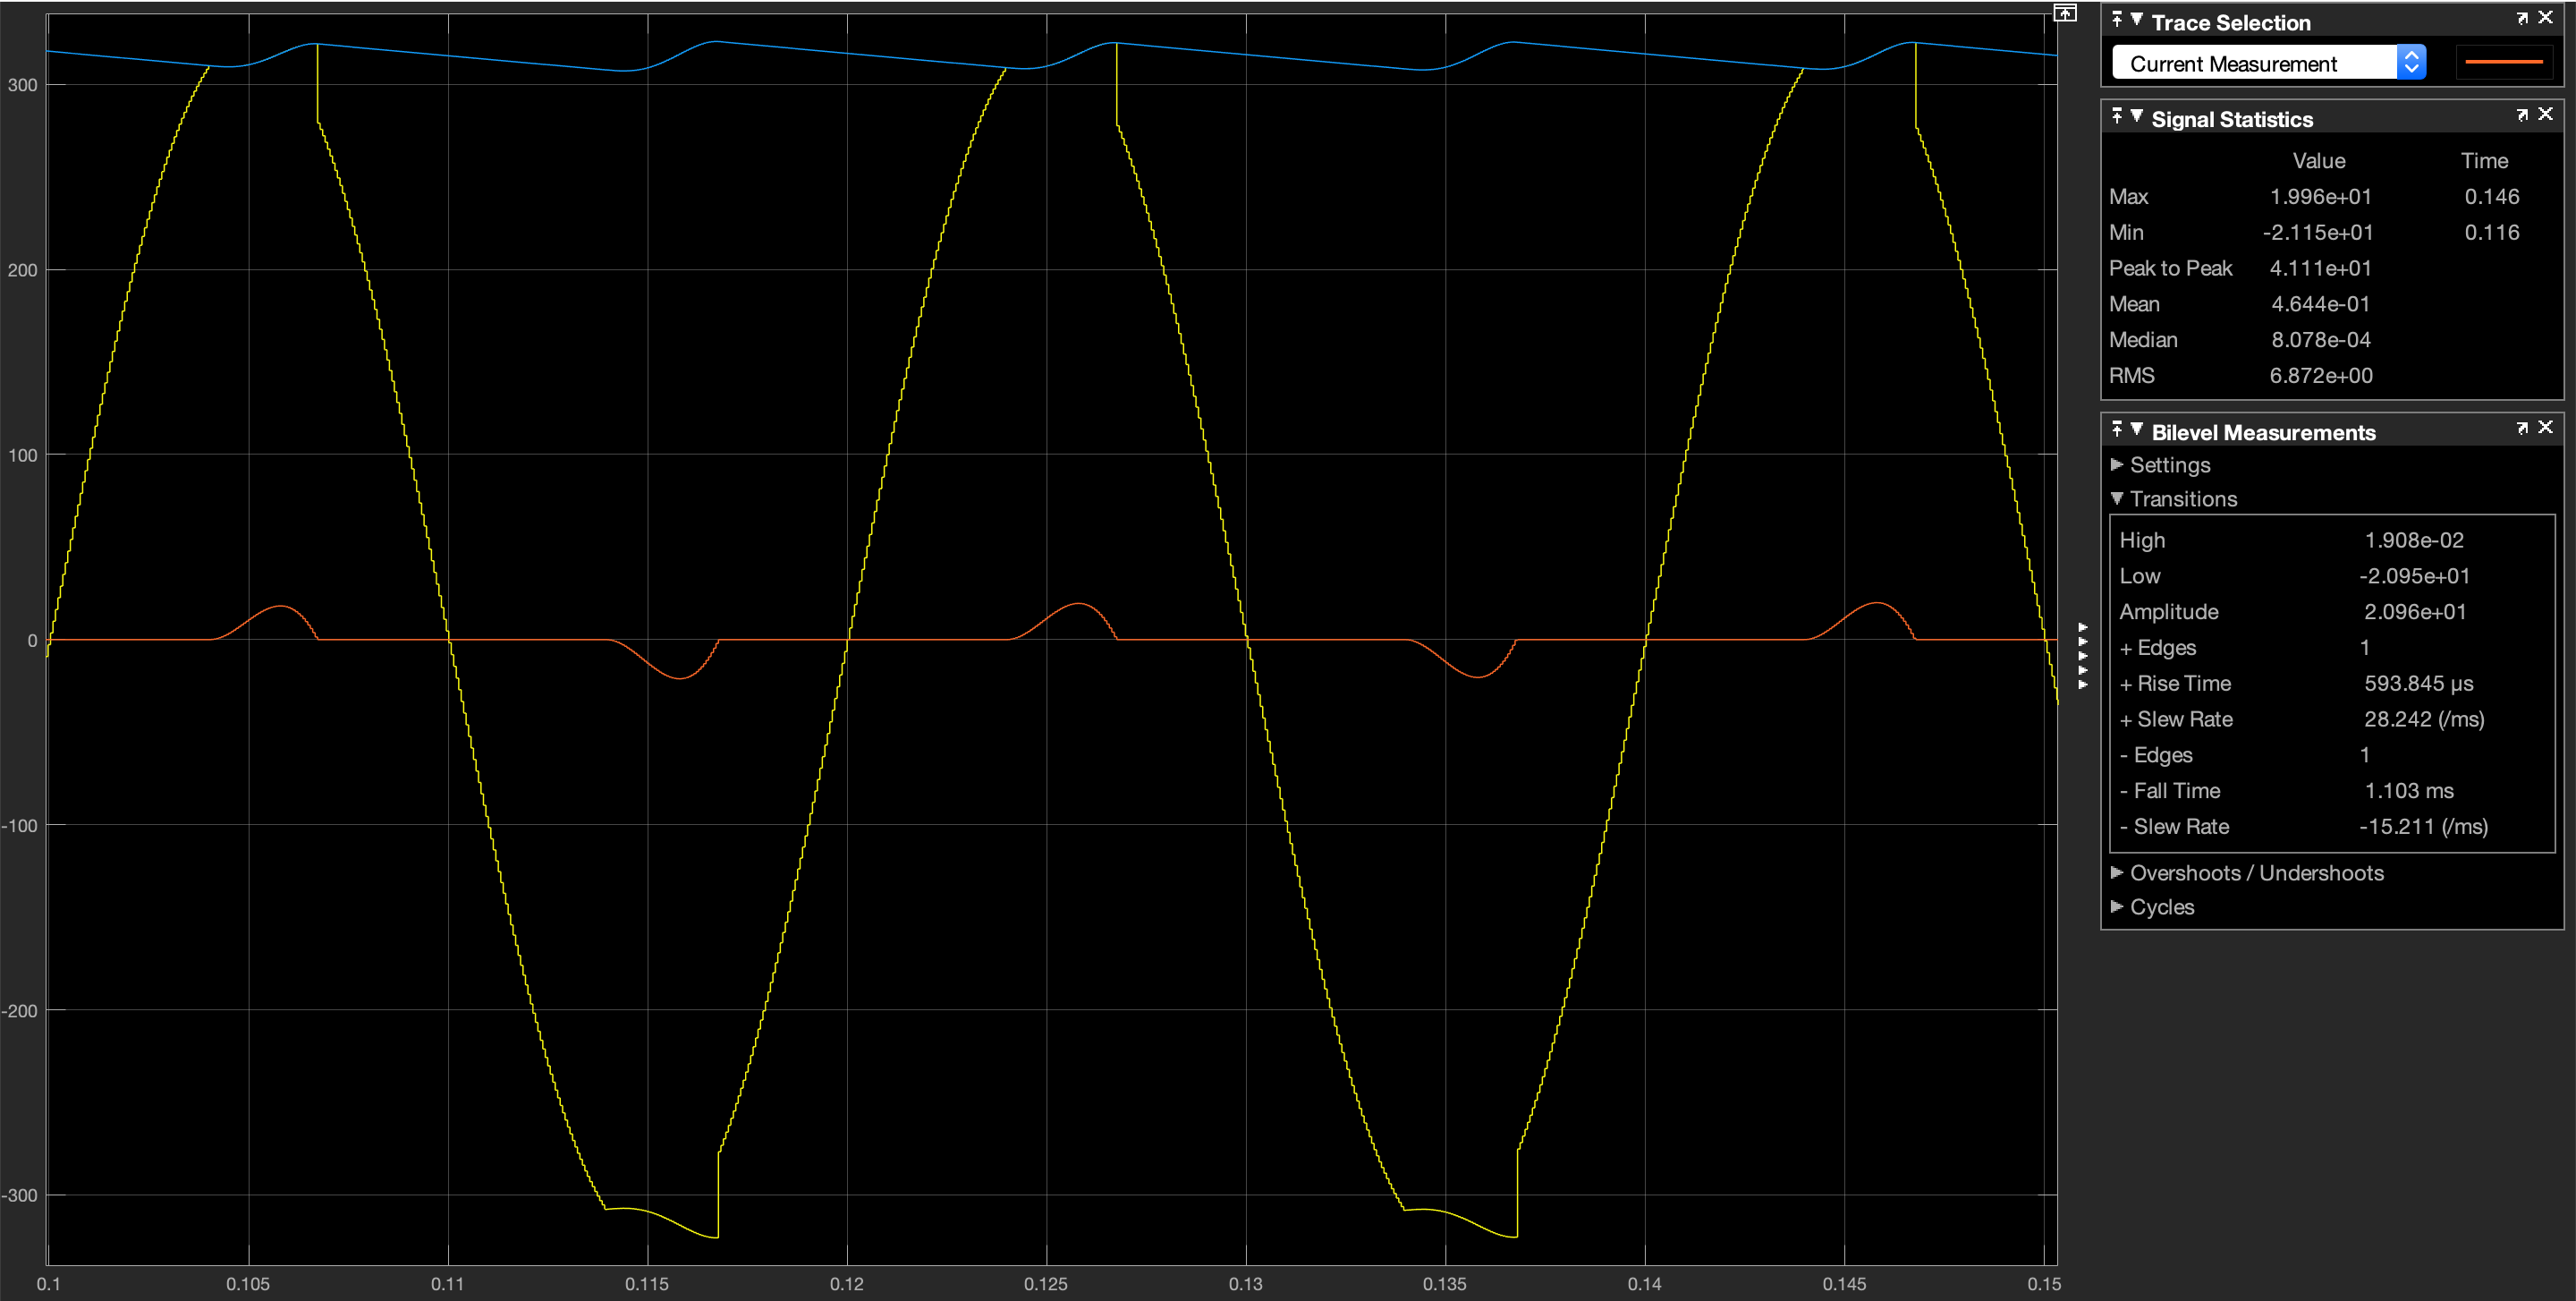 300
200
100
0
-100
-200
-300
0.1 0.105 0.11 0.115 0.12 0.125 0.13 0.135 0.14 0.145 0.15
Trace Selection
Current Measurement
Signal Statistics
Value Time
Max 1.996e+01 0.146
Min -2.115e+01 0.116
Peak to Peak 4.111e+01
Mean 4.644e-01
Median 8.078e-04
RMS 6.872e+00
Bilevel Measurements
Settings
Transitions
High 1.908e-02
Low -2.095e+01
Amplitude 2.096e+01
+ Edges 1
+ Rise Time 593.845 µs
+ Slew Rate 28.242 (/ms)
- Edges 1
- Fall Time 1.103 ms
- Slew Rate -15.211 (/ms)
Overshoots / Undershoots
Cycles